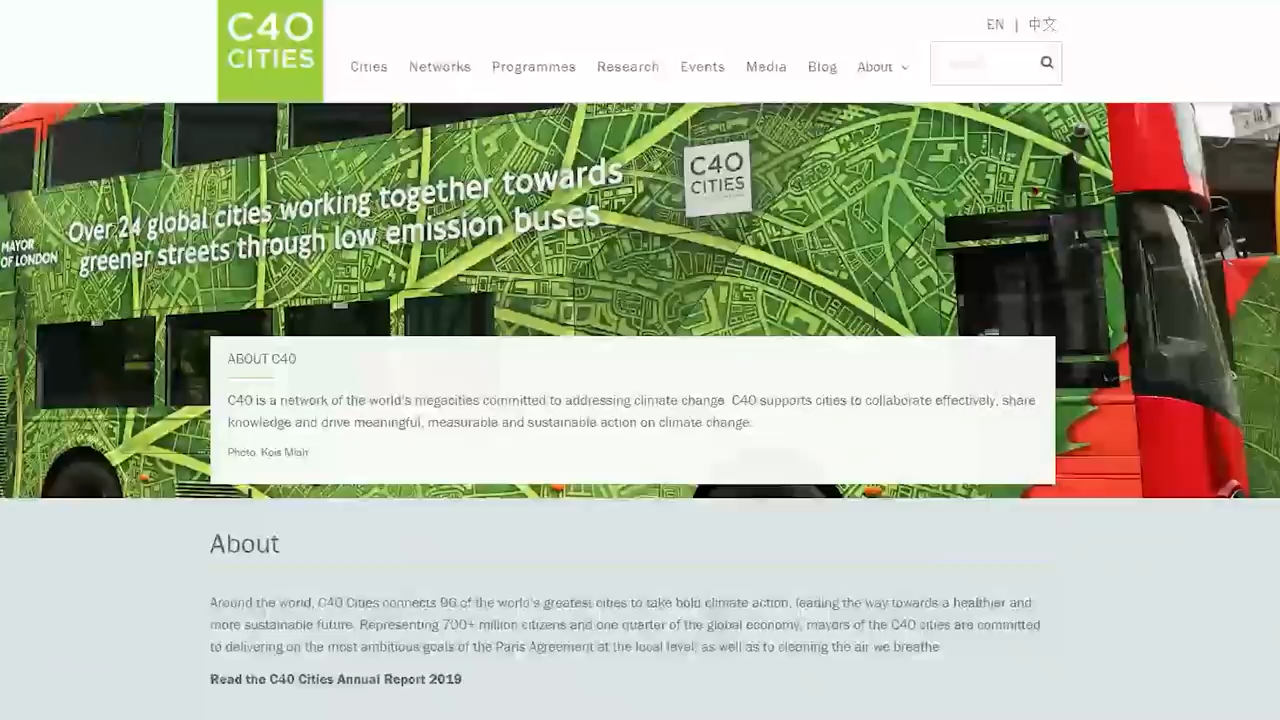 C40
CITIES
EN | 中文
Cities Networks Programmes Research Events Media Blog About
Over 24 global cities working together towards
greener streets through low emission buses
C40
CITIES
MAYOR
OF LONDON
ABOUT C40
C40 is a network of the world's megacities committed to addressing climate change. C40 supports cities to collaborate effectively, share
knowledge and drive meaningful, measurable and sustainable action on climate change.
Photo: Kois Miah
About
Around the world, C40 Cities connects 96 of the world's greatest cities to take bold climate action, leading the way towards a healthier and
more sustainable future. Representing 700+ million citizens and one quarter of the global economy, mayors of the C40 cities are committed
to delivering on the most ambitious goals of the Paris Agreement at the local level, as well as to cleaning the air we breathe.
Read the C40 Cities Annual Report 2019